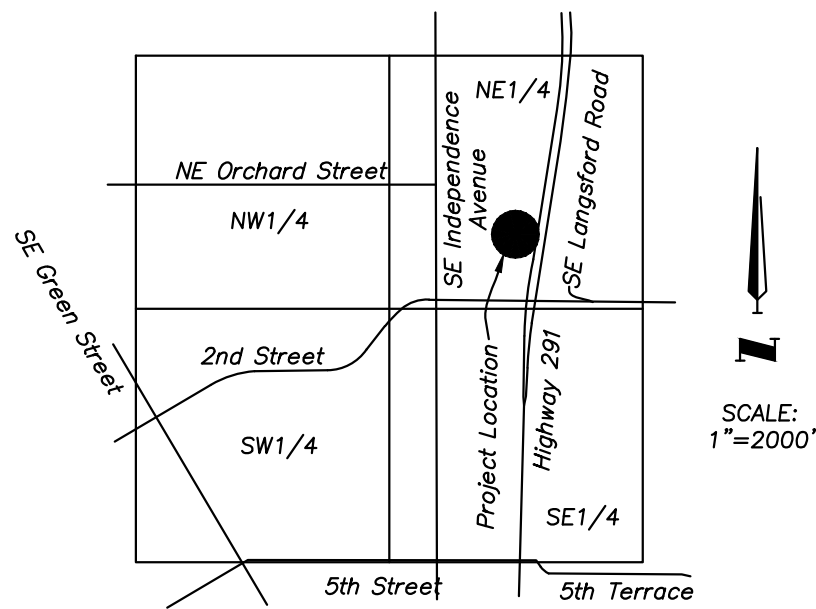 NE1/4
SE Independence
Avenue
SE Langsford Road
NE Orchard Street
NW1/4
SE Green Street
2nd Street
SW1/4
Project Location
Highway 291
SE1/4
5th Street
5th Terrace
N
SCALE:
1"=2000'